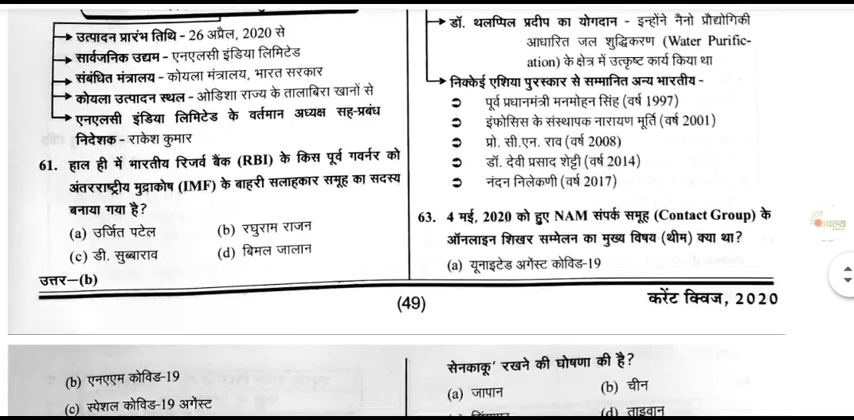 उत्पादन प्रारंभ तिथि - 26 अप्रैल, 2020 से
सार्वजनिक उद्यम - एनएलसी इंडिया लिमिटेड
संबंधित मंत्रालय - कोयला मंत्रालय, भारत सरकार
कोयला उत्पादन स्थल - ओडिशा राज्य के तालाबिरा खानों से
एनएलसी इंडिया लिमिटेड के वर्तमान अध्यक्ष सह-प्रबंध
निदेशक - राकेश कुमार
61. हाल ही में भारतीय रिजर्व बैंक (RBI) के किस पूर्व गवर्नर को
अंतरराष्ट्रीय मुद्राकोष (IMF) के बाहरी सलाहकार समूह का सदस्य
बनाया गया है?
(a) उर्जित पटेल (b) रघुराम राजन
(c) डी. सुब्बाराव (d) बिमल जालान
उत्तर–(b)
डॉ. थलप्पिल प्रदीप का योगदान - इन्होंने नैनो प्रौद्योगिकी
आधारित जल शुद्धिकरण (Water Purific-
ation) के क्षेत्र में उत्कृष्ट कार्य किया था
निक्केई एशिया पुरस्कार से सम्मानित अन्य भारतीय -
पूर्व प्रधानमंत्री मनमोहन सिंह (वर्ष 1997)
इंफोसिस के संस्थापक नारायण मूर्ति (वर्ष 2001)
प्रो. सी.एन. राव (वर्ष 2008)
डॉ. देवी प्रसाद शेट्टी (वर्ष 2014)
नंदन निलेकणी (वर्ष 2017)
63. 4 मई, 2020 को हुए NAM संपर्क समूह (Contact Group) के
ऑनलाइन शिखर सम्मेलन का मुख्य विषय (थीम) क्या था?
(a) यूनाइटेड अगेंस्ट कोविड-19
(49)
करेंट क्विज, 2020
(b) एनएएम कोविड-19
(c) स्पेशल कोविड-19 अगेंस्ट
सेनकाकू' रखने की घोषणा की है?
(a) जापान (b) चीन
(d) ताइवान